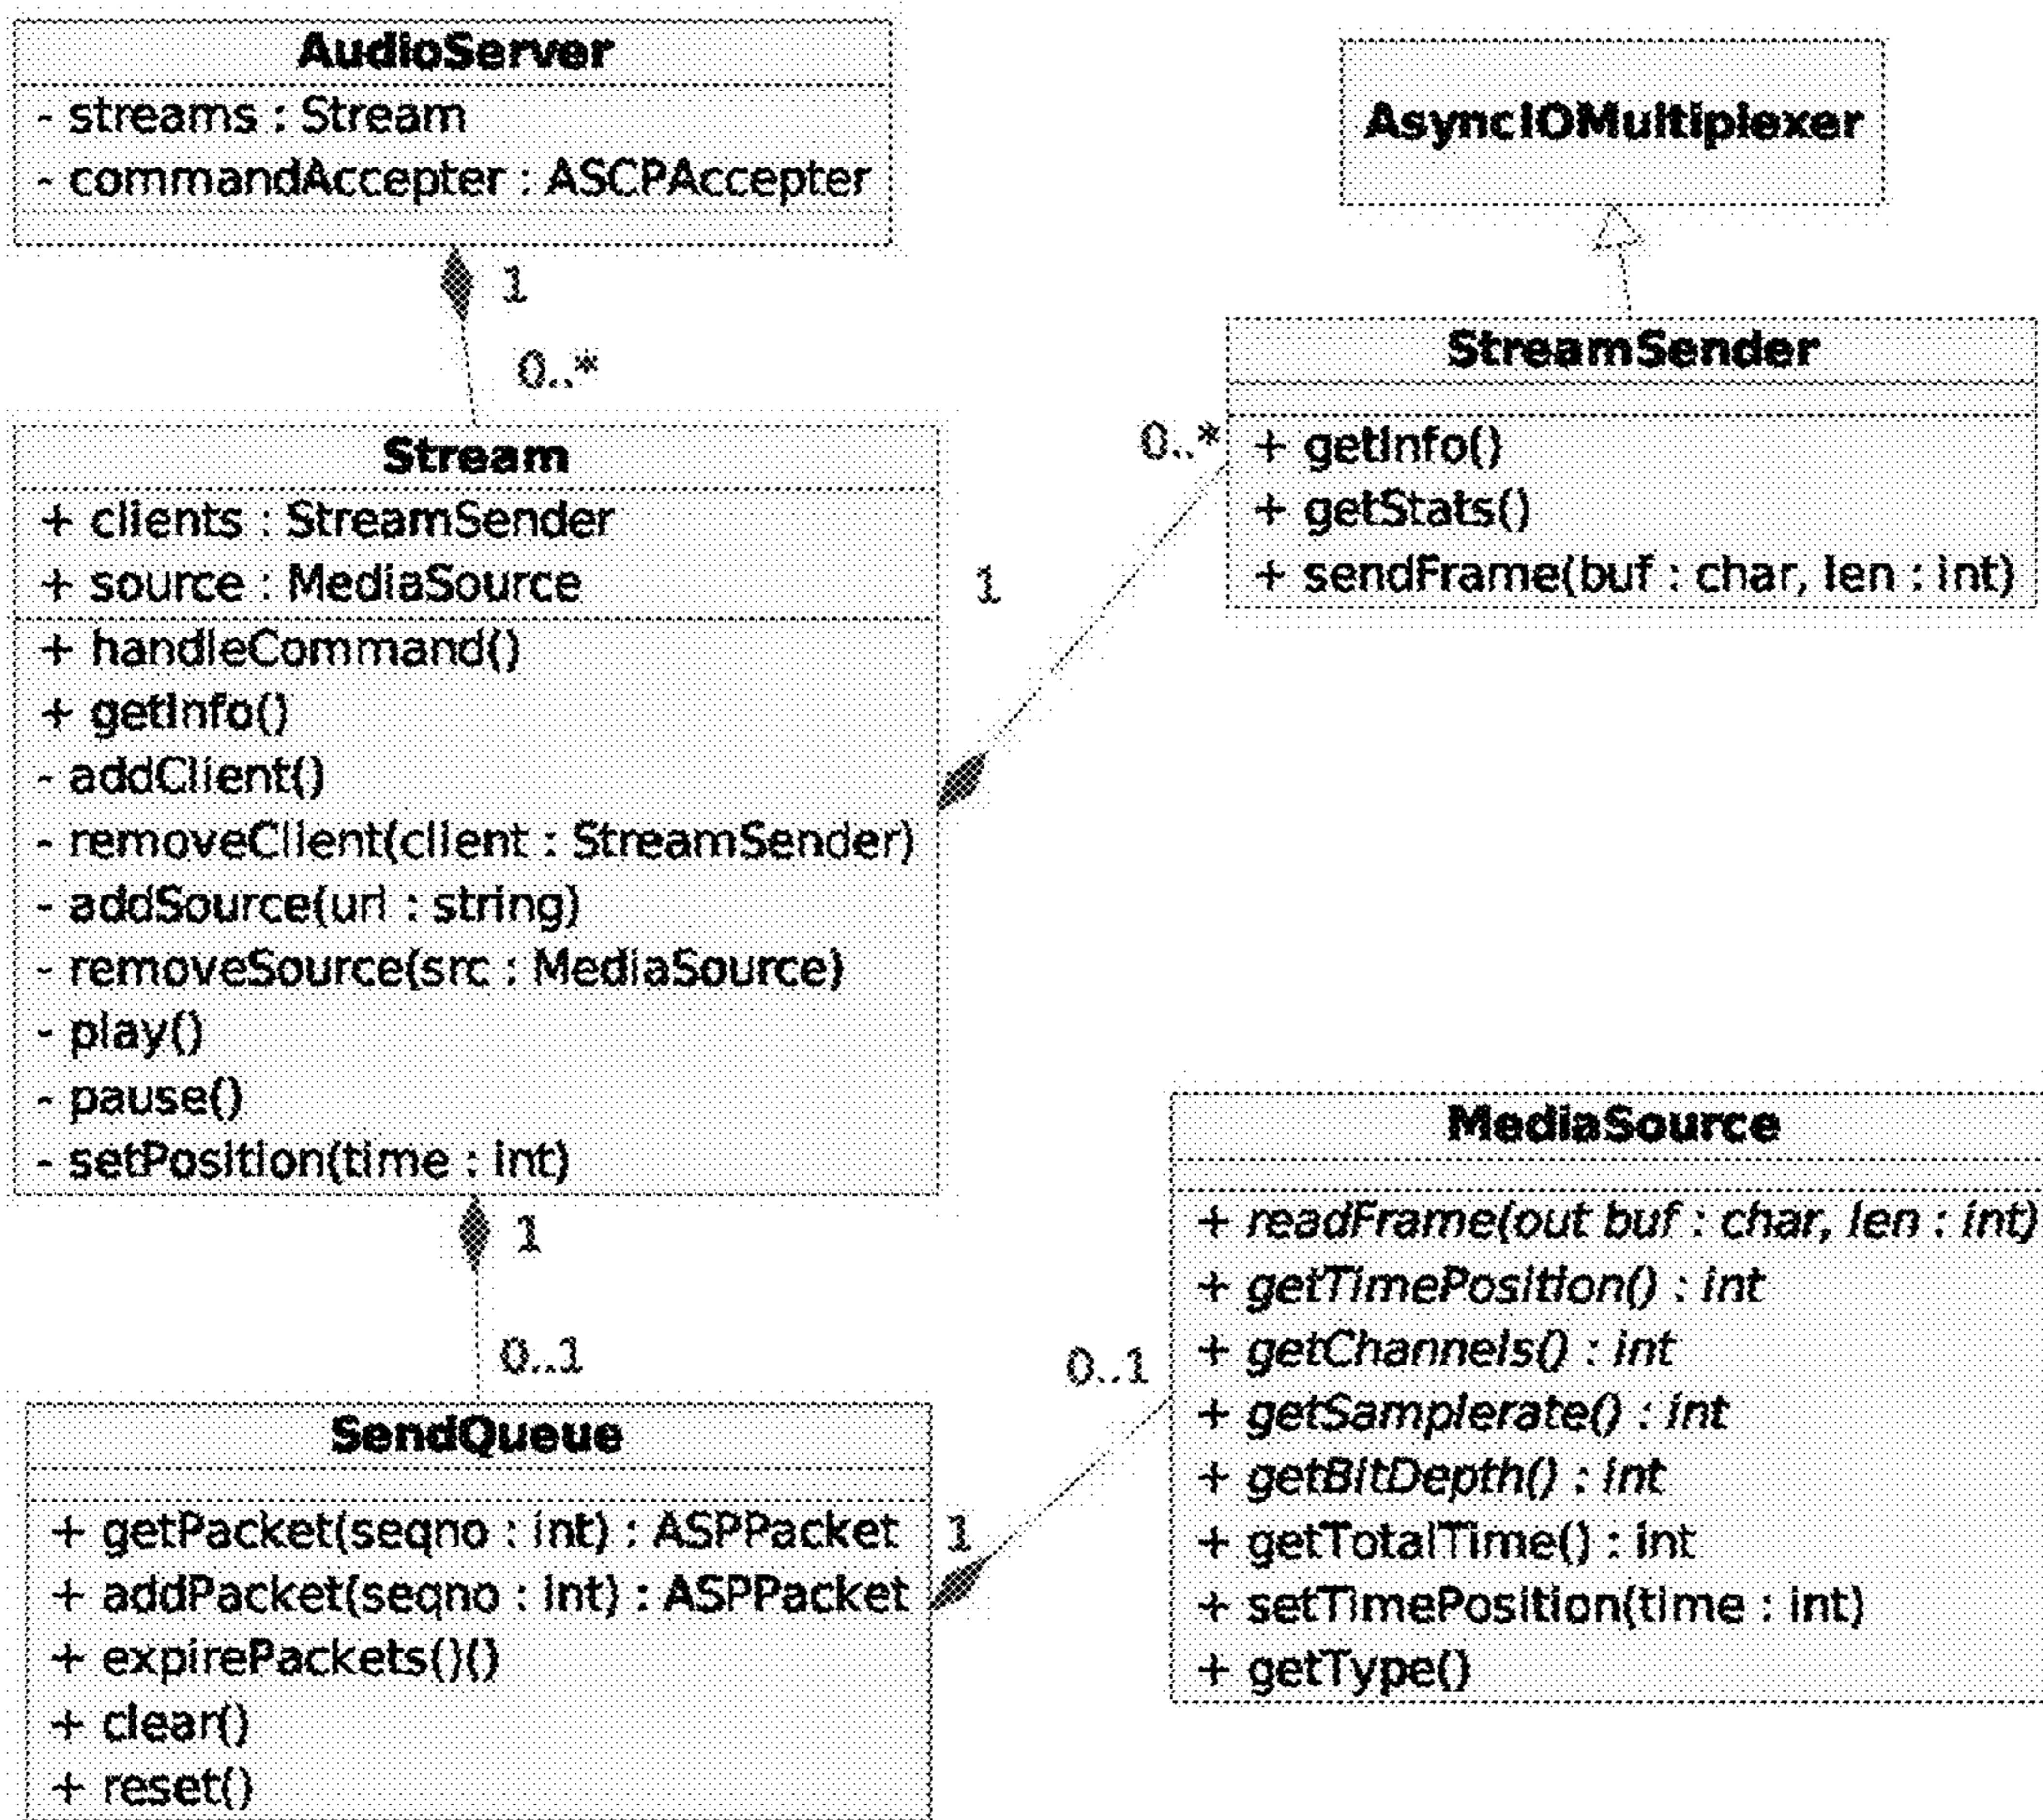 AudioServer
- streams : Stream
- commandAccepter : ASCPAccepter
1
0..*
AsyncIOMultiplexer
StreamSender
0..*
+ getInfo()
+ getStats()
+ sendFrame(buf : char, len : int)
Stream
+ clients : StreamSender
+ source : MediaSource
+ handleCommand()
+ getInfo()
- addClient()
- removeClient(client : StreamSender)
- addSource(url : string)
- removeSource(src : MediaSource)
- play()
- pause()
- setPosition(time : int)
1
1
0..1
SendQueue
+ getPacket(seqno : int) : ASPPacket
+ addPacket(seqno : int) : ASPPacket
+ expirePackets()()
+ clear()
+ reset()
1
0..1
MediaSource
+ readFrame(out buf : char, len : int)
+ getTimePosition() : int
+ getChannels() : int
+ getSamplerate() : int
+ getBitDepth() : int
+ getTotalTime() : int
+ setTimePosition(time : int)
+ getType()